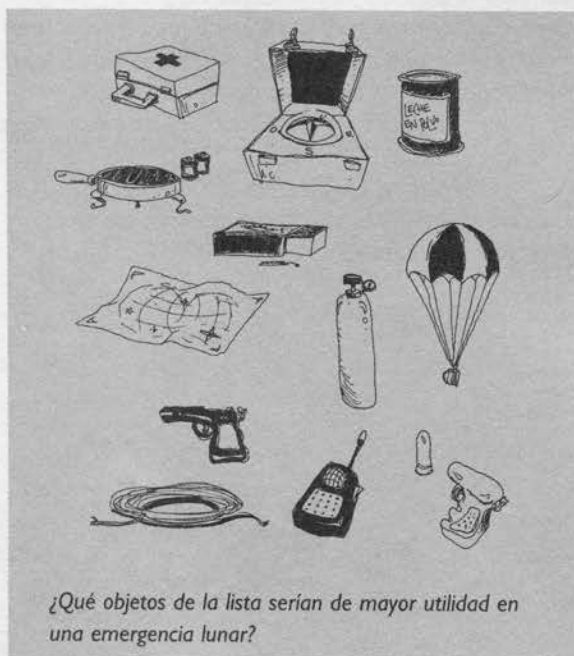 LECHE
EN POLVO
S
¿Qué objetos de la lista serían de mayor utilidad en
una emergencia lunar?